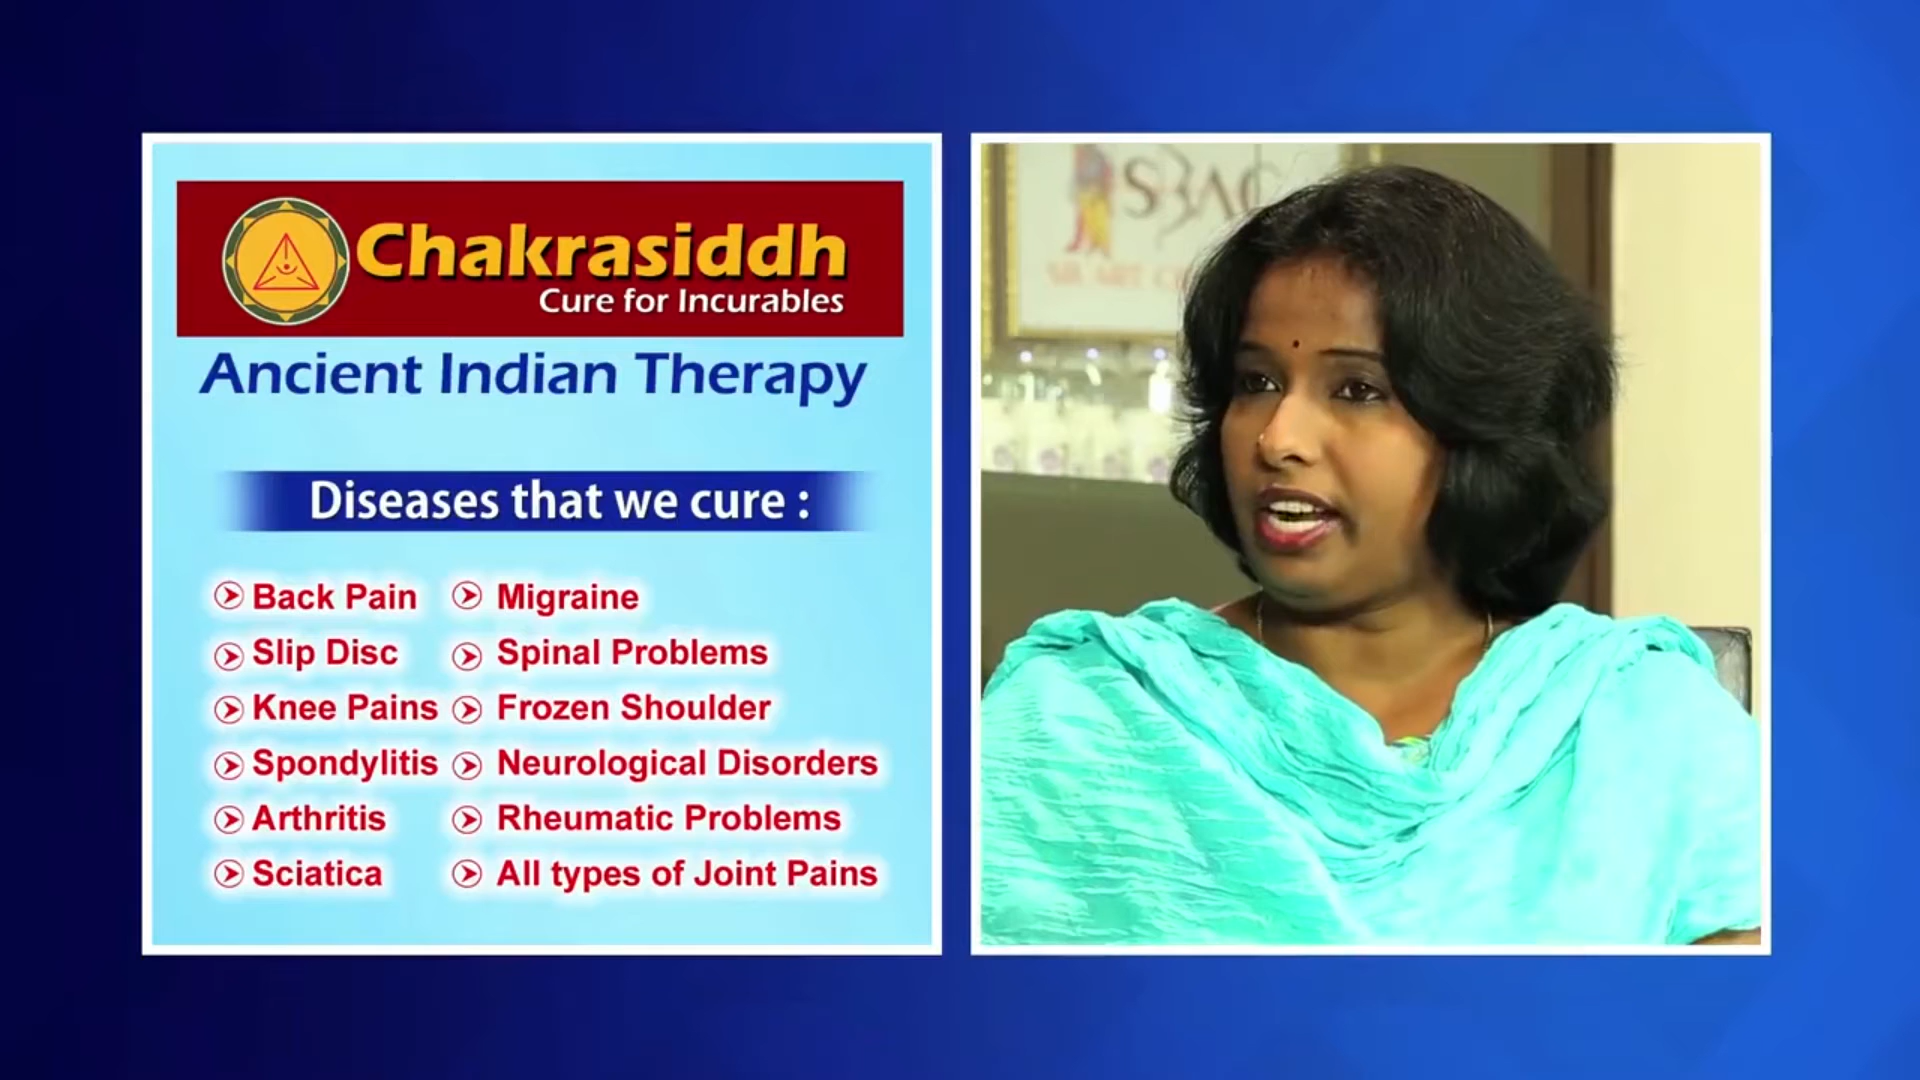 Chakrasiddh
Cure for Incurables
Ancient Indian Therapy
Diseases that we cure :
Back Pain
Slip Disc
Knee Pains
Spondylitis
Arthritis
Sciatica
Migraine
Spinal Problems
Frozen Shoulder
Neurological Disorders
Rheumatic Problems
All types of Joint Pains